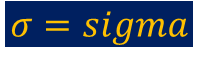 σ = sigma